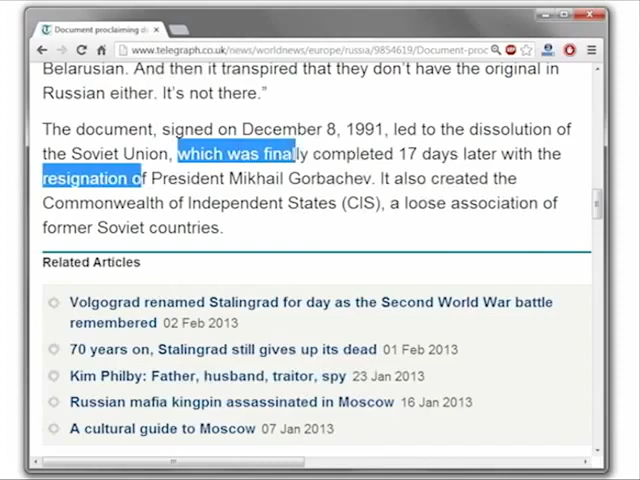 Document proclaiming d
www.telegraph.co.uk/news/worldnews/europe/russia/9854619/Document-proc
Belarusian. And then it transpired that they don't have the original in
Russian either. It's not there."
The document, signed on December 8, 1991, led to the dissolution of
the Soviet Union, which was finally completed 17 days later with the
resignation of President Mikhail Gorbachev. It also created the
Commonwealth of Independent States (CIS), a loose association of
former Soviet countries.
Related Articles
Volgograd renamed Stalingrad for day as the Second World War battle
remembered 02 Feb 2013
70 years on, Stalingrad still gives up its dead 01 Feb 2013
Kim Philby: Father, husband, traitor, spy 23 Jan 2013
Russian mafia kingpin assassinated in Moscow 16 Jan 2013
A cultural guide to Moscow 07 Jan 2013